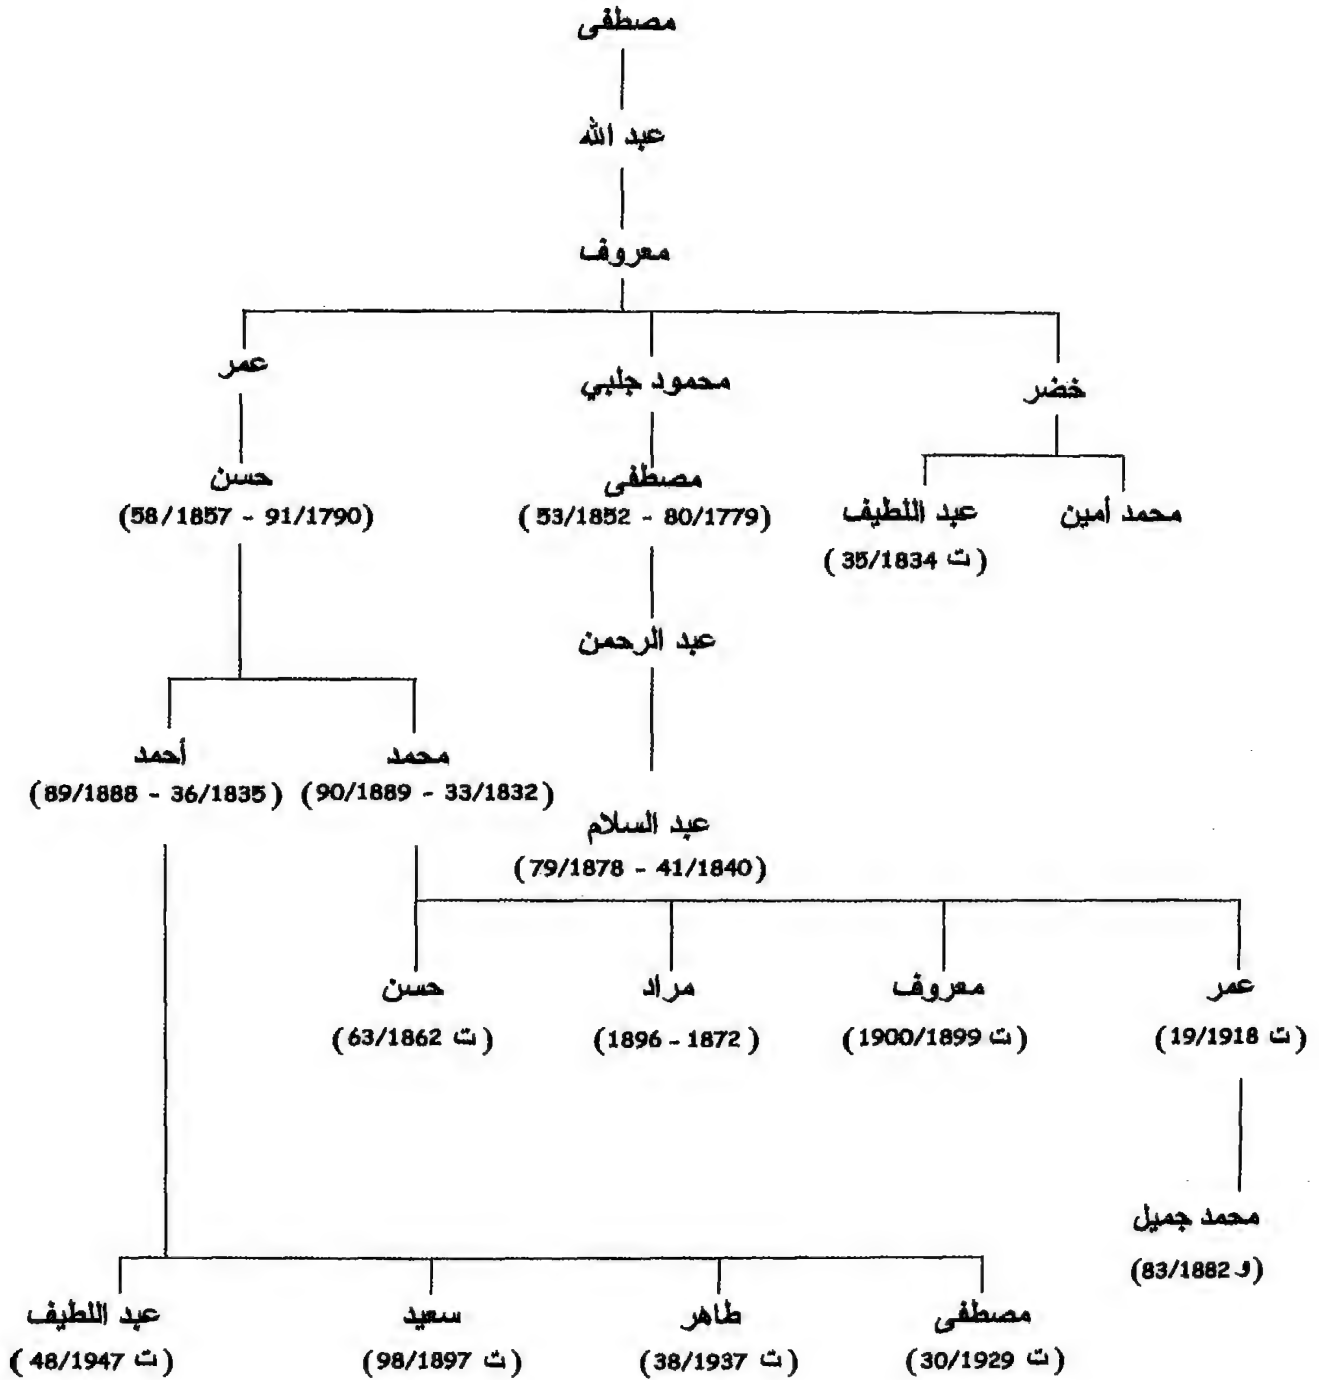 مصطفى
عبد الله
معروف
خضر
محمود جلبي
عمر
محمد أمين
عبد اللطيف
(ت 35/1834)
مصطفى
(53/1852 - 80/1779)
حسن
(58/1857 - 91/1790)
عبد الرحمن
محمد
(90/1889 - 33/1832)
أحمد
(89/1888 - 36/1835)
عبد السلام
(79/1878 - 41/1840)
عمر
(ت 19/1918)
معروف
(ت 1900/1899)
مراد
(1896 - 1872)
حسن
(ت 63/1862)
محمد جميل
(و 83/1882)
مصطفى
(ت 30/1929)
طاهر
(ت 38/1937)
سعيد
(ت 98/1897)
عبد اللطيف
(ت 48/1947)